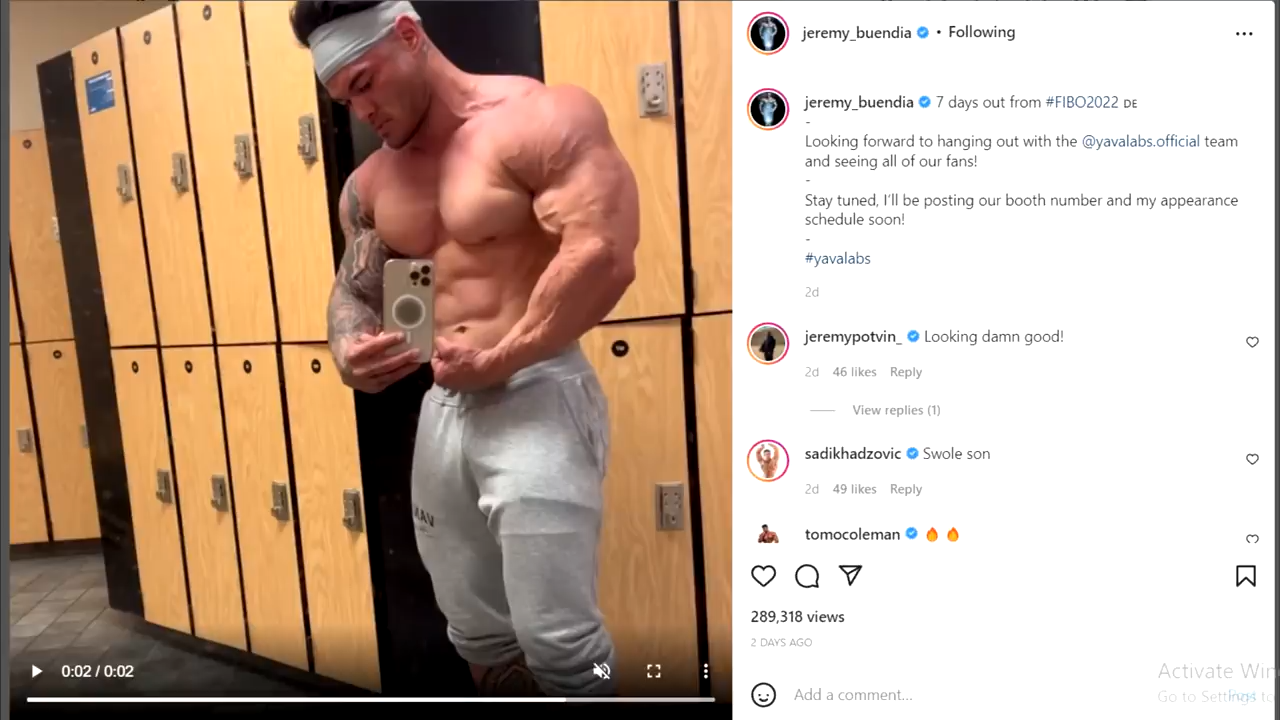 jeremy_buendia • Following
jeremy_buendia 7 days out from #FIBO2022 DE
-
Looking forward to hanging out with the @yavalabs.official team
and seeing all of our fans!
-
Stay tuned, I’ll be posting our booth number and my appearance
schedule soon!
-
#yavalabs
2d
jeremypotvin_ Looking damn good!
2d 46 likes Reply
View replies (1)
sadikhadzovic Swole son
2d 49 likes Reply
tomocoleman 🔥 🔥
289,318 views
2 DAYS AGO
Add a comment...
Activate Win
Go to Settings to
0:02 / 0:02